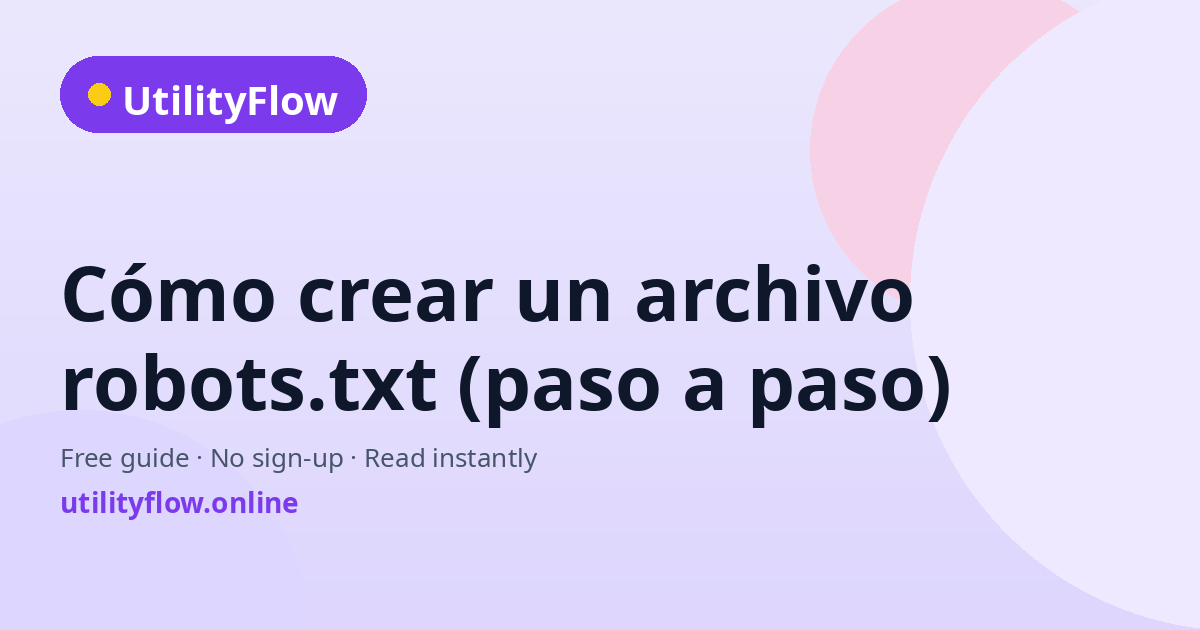 UtilityFlow
Cómo crear un archivo
robots.txt (paso a paso)
Free guide · No sign-up · Read instantly
utilityflow.online